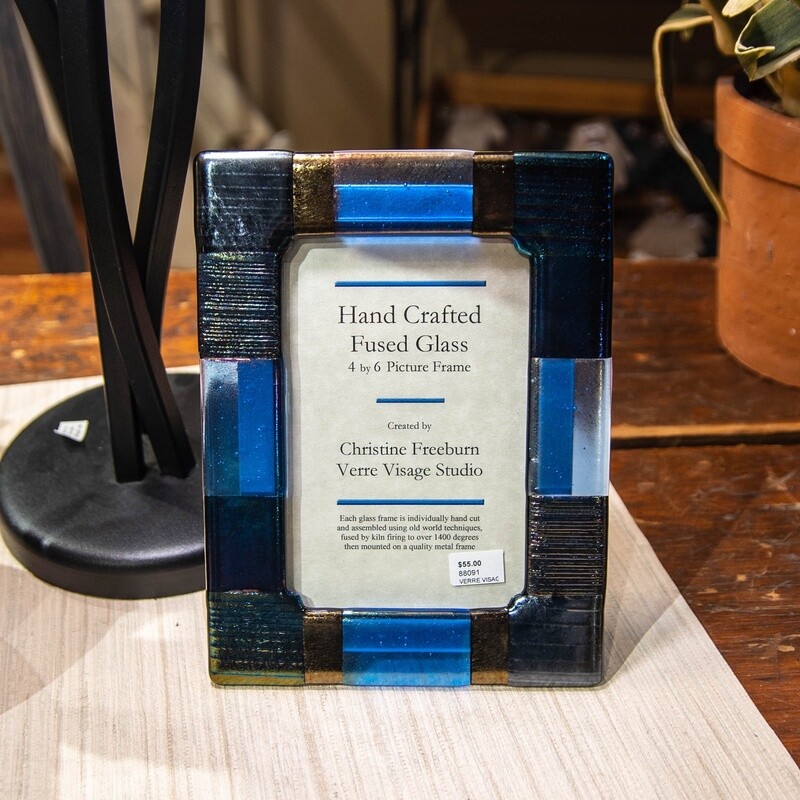 Hand Crafted
Fused Glass
4 by 6 Picture Frame
Created by
Christine Freeburn
Verre Visage Studio
Each glass frame is individually hand cut
and assembled using old world techniques,
fused by kiln firing to over 1400 degrees
then mounted on a quality metal frame
$55.00
88091
VERRE VISAC